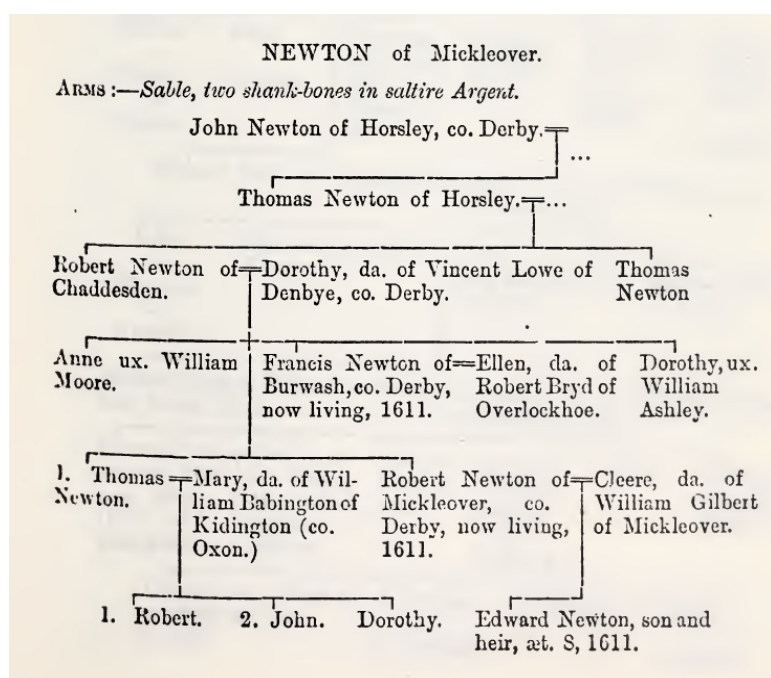 NEWTON of Mickleover.
ARMS :—Sable, two shank-bones in saltire Argent.
John Newton of Horsley, co. Derby.
...
Thomas Newton of Horsley. ...
Robert Newton of
Chaddesden.
Dorothy, da. of Vincent Lowe of
Denbye, co. Derby.
Thomas
Newton
Anne ux. William
Moore.
Francis Newton of
Burwash, co. Derby,
now living, 1611.
Ellen, da. of
Robert Bryd of
Overlockhoe.
Dorothy, ux.
of William
Ashley.
1. Thomas
Newton.
Mary, da. of Wil-
liam Babington of
Kidington (co.
Oxon.)
Robert Newton of
Mickleover, co.
Derby, now living,
1611.
Cleere, da. of
William Gilbert
of Mickleover.
1. Robert.
2. John.
Dorothy.
Edward Newton, son and
heir, æt. 8, 1611.